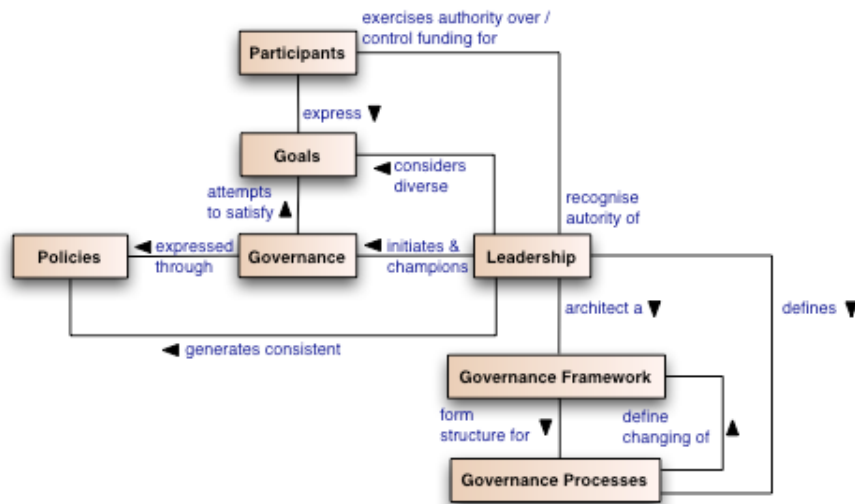 exercises authority over /
control funding for
Participants
express
Goals
considers
diverse
attempts
to satisfy
recognise
autority of
Policies
expressed
through
Governance
initiates &
champions
Leadership
architect a
defines
generates consistent
Governance Framework
form
structure for
define
changing of
Governance Processes